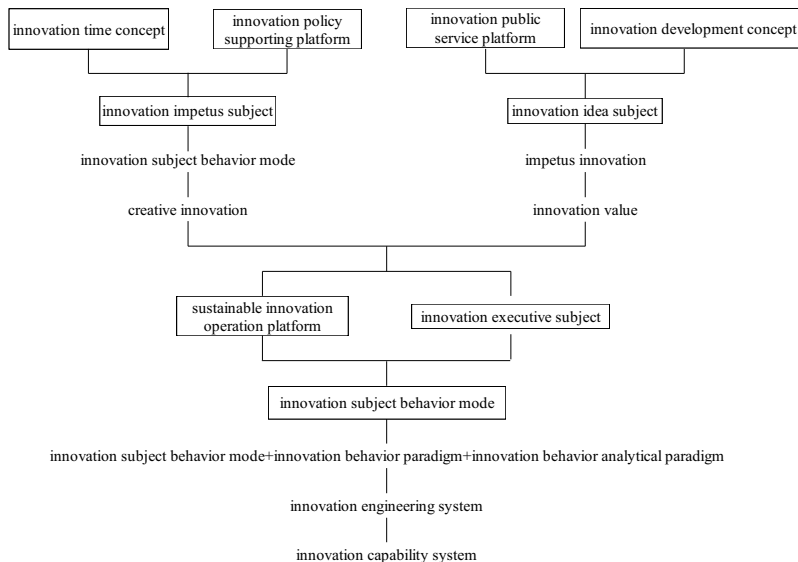 innovation time concept
innovation policy
supporting platform
innovation public
service platform
innovation development concept
innovation impetus subject
innovation idea subject
innovation subject behavior mode
impetus innovation
creative innovation
innovation value
sustainable innovation
operation platform
innovation executive subject
innovation subject behavior mode
innovation subject behavior mode+innovation behavior paradigm+innovation behavior analytical paradigm
innovation engineering system
innovation capability system